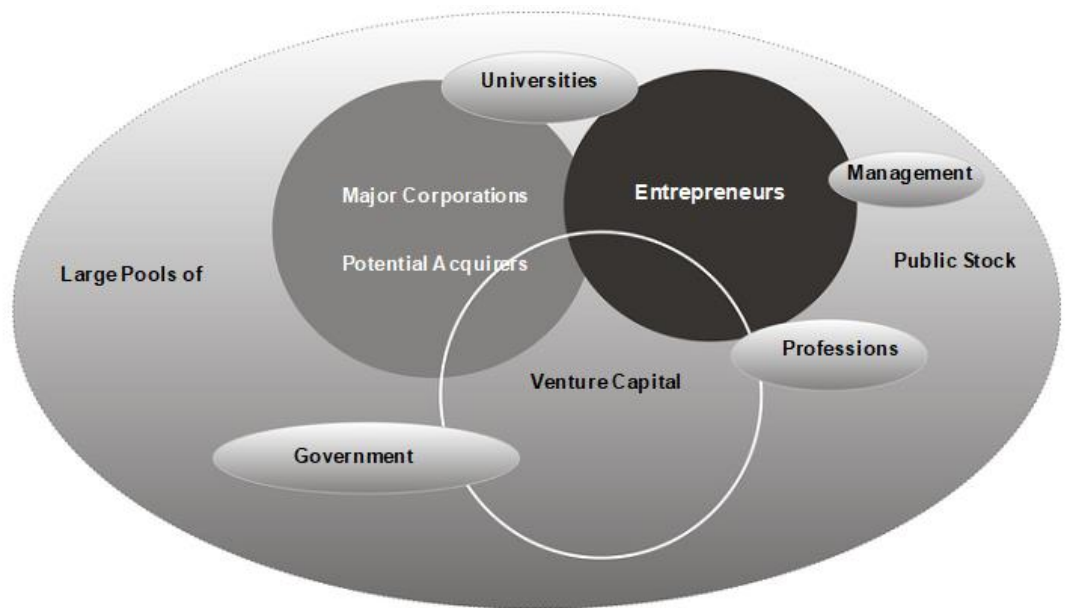 Universities
Major Corporations
Entrepreneurs
Management
Potential Acquirers
Large Pools of
Public Stock
Professions
Venture Capital
Government